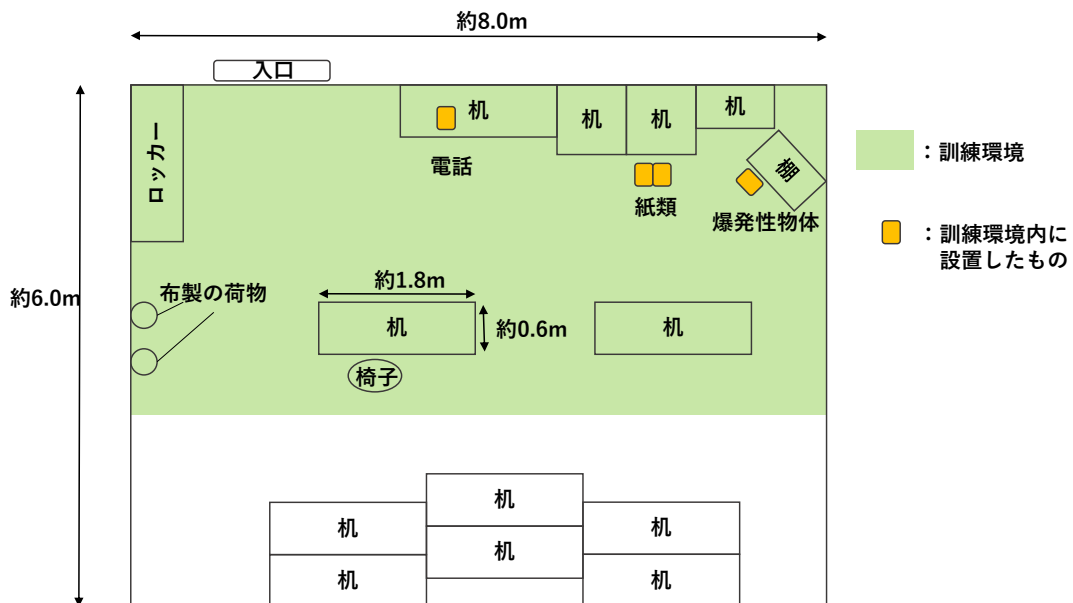 約8.0m
入口
ロッカー
机
机
机
机
電話
紙類
棚
爆発性物体
：訓練環境
：訓練環境内に
設置したもの
約6.0m
布製の荷物
約1.8m
机
約0.6m
机
椅子
机
机
机
机
机
机